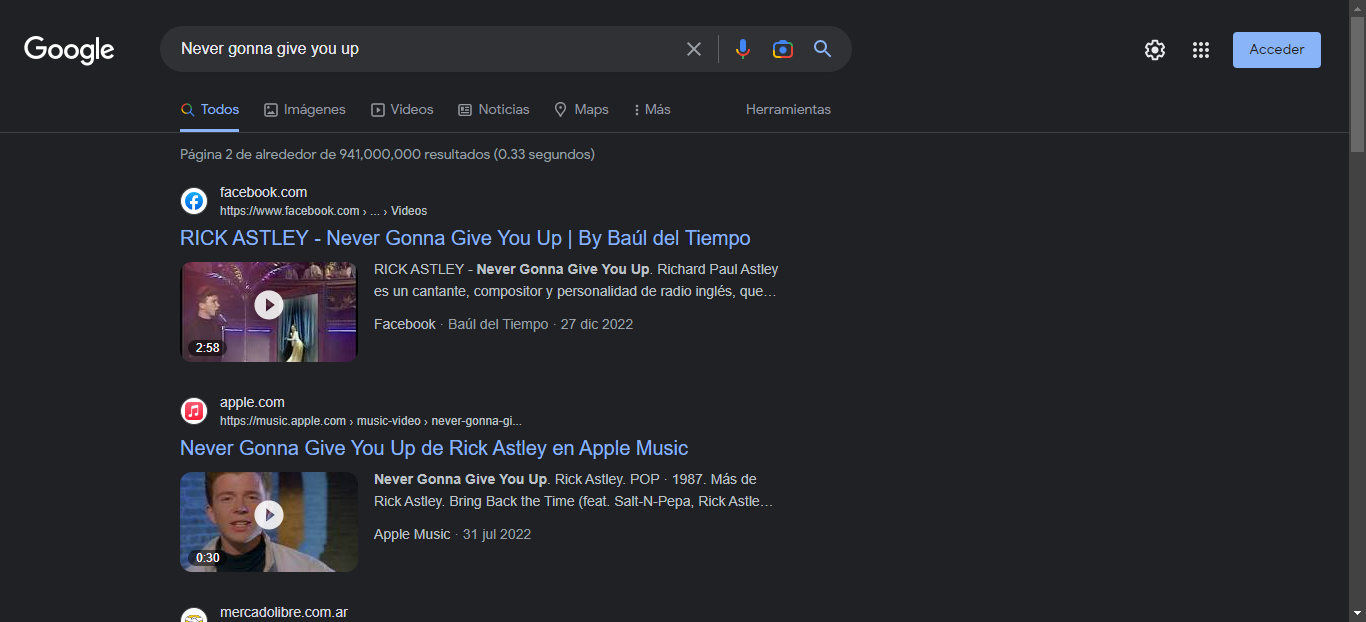 Google
Never gonna give you up
Acceder
Todos
Imágenes
Videos
Noticias
Maps
Más
Herramientas
Página 2 de alrededor de 941,000,000 resultados (0.33 segundos)
facebook.com
https://www.facebook.com › ... › Videos
RICK ASTLEY - Never Gonna Give You Up | By Baúl del Tiempo
2:58
RICK ASTLEY - Never Gonna Give You Up. Richard Paul Astley
es un cantante, compositor y personalidad de radio inglés, que…
Facebook · Baúl del Tiempo · 27 dic 2022
apple.com
https://music.apple.com › music-video › never-gonna-gi...
Never Gonna Give You Up de Rick Astley en Apple Music
0:30
Never Gonna Give You Up. Rick Astley. POP · 1987. Más de
Rick Astley. Bring Back the Time (feat. Salt-N-Pepa, Rick Astle…
Apple Music · 31 jul 2022
mercadolibre.com.ar